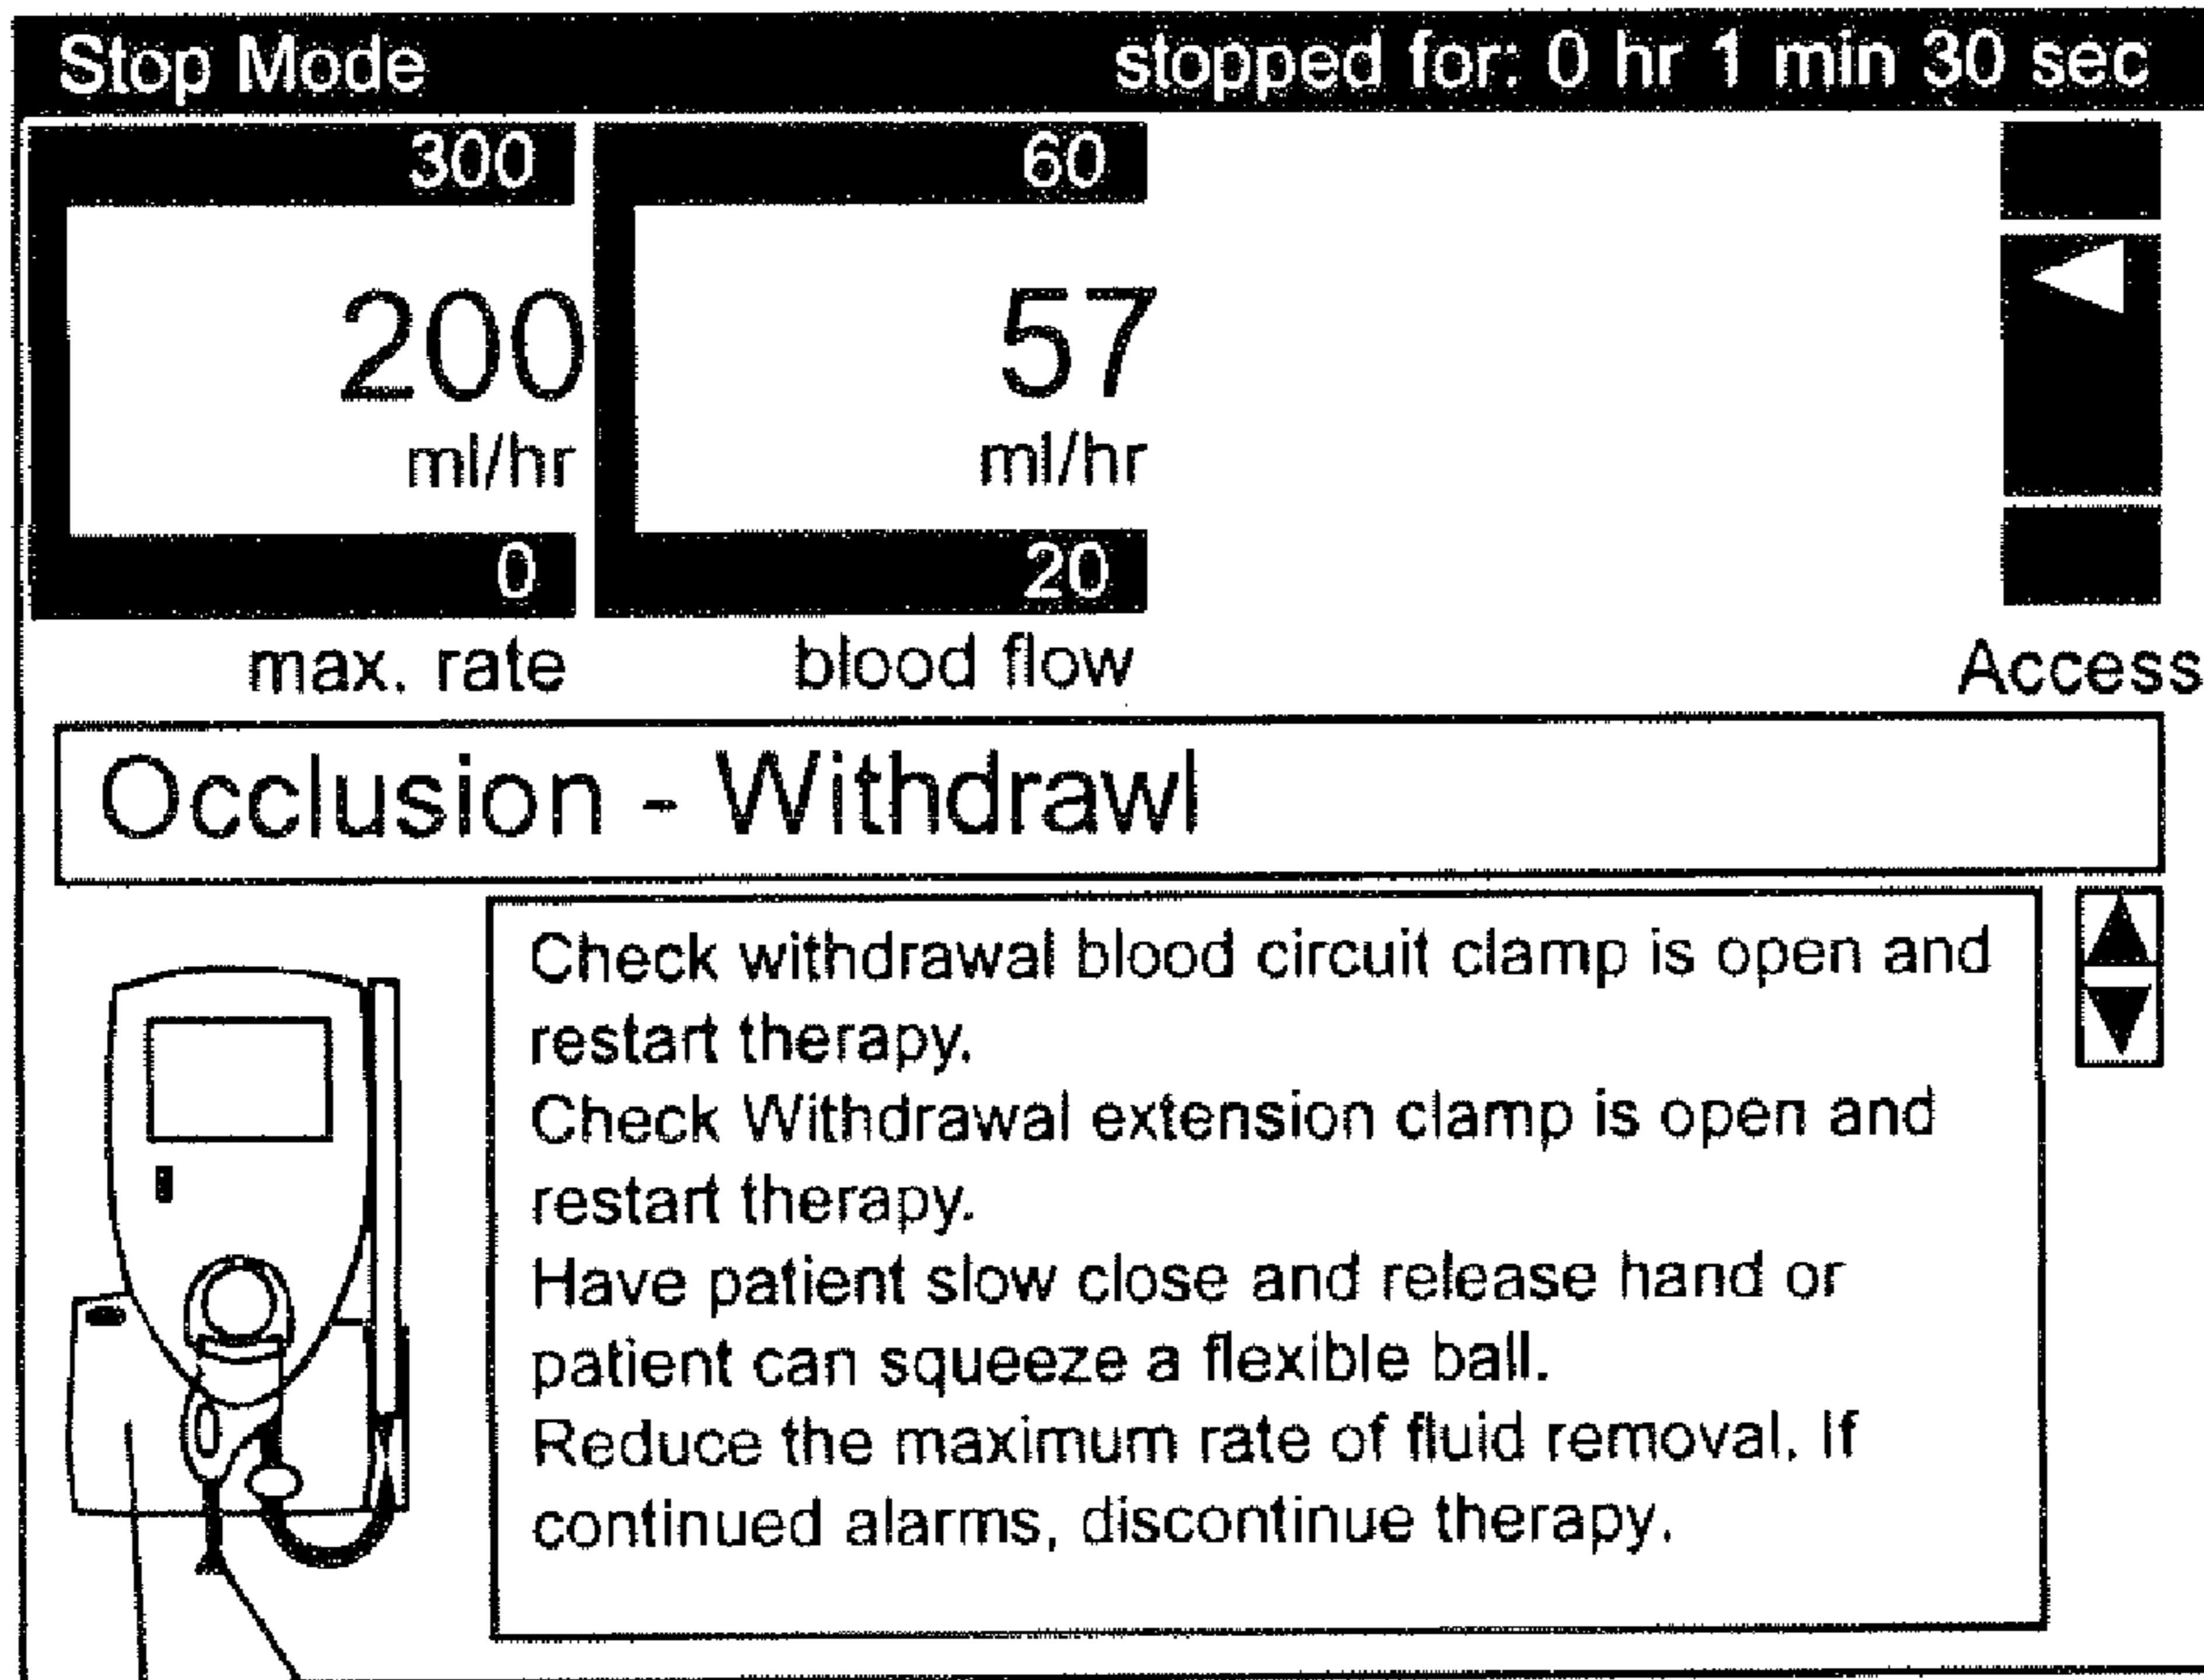 Stop Mode stopped for: 0 hr 1 min 30 sec
300 60
200 57
ml/hr ml/hr
0 20
max. rate blood flow Access
Occlusion - Withdrawl
Check withdrawal blood circuit clamp is open and
restart therapy.
Check Withdrawal extension clamp is open and
restart therapy.
Have patient slow close and release hand or
patient can squeeze a flexible ball.
Reduce the maximum rate of fluid removal. If
continued alarms, discontinue therapy.